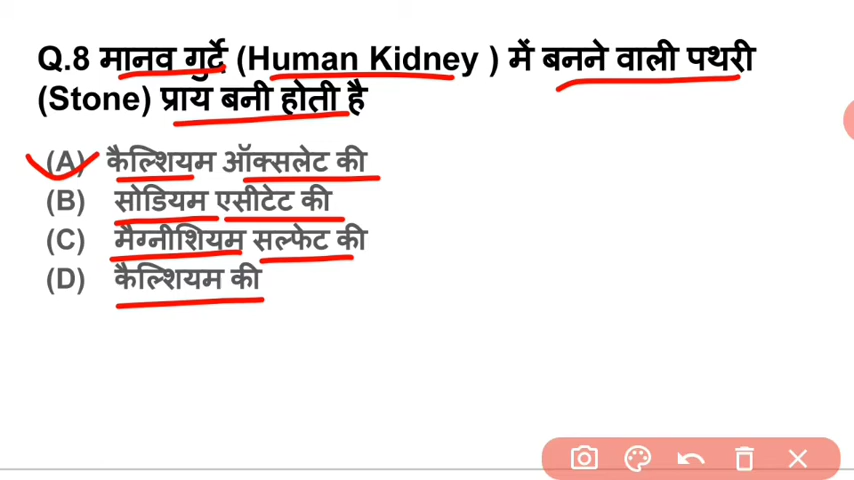 Q.8 मानव गुर्दे (Human Kidney ) में बनने वाली पथरी
(Stone) प्राय बनी होती है
(A) कैल्शियम ऑक्सलेट की
(B) सोडियम एसीटेट की
(C) मैग्नीशियम सल्फेट की
(D) कैल्शियम की